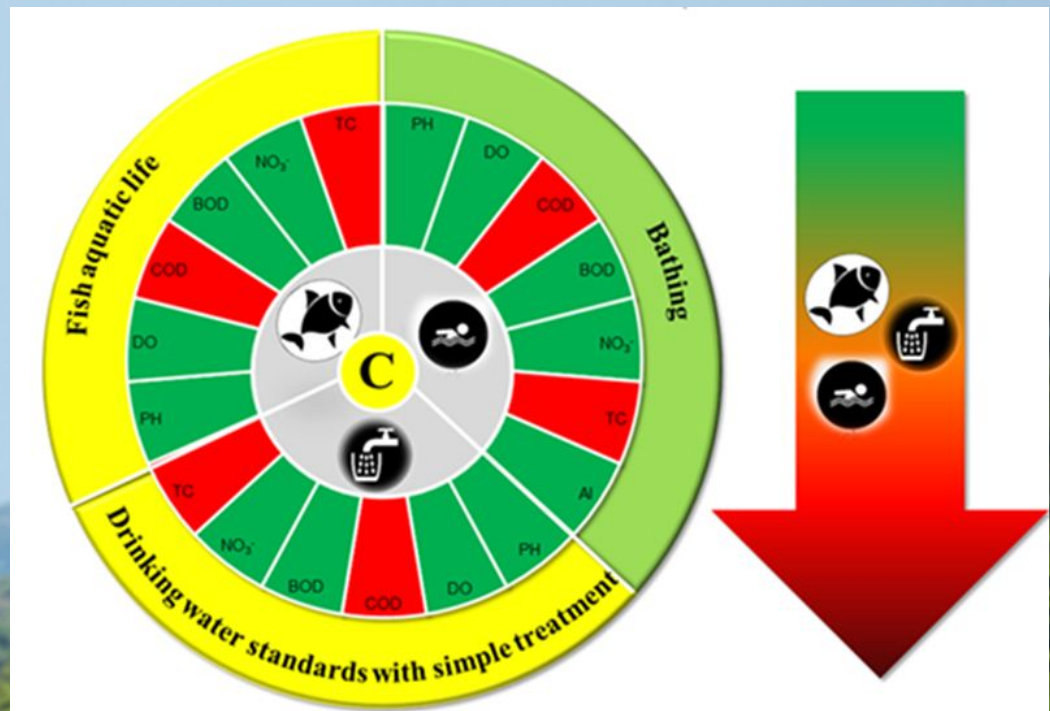 Fish aquatic life
Bathing
Drinking water standards with simple treatment
TC
PH
DO
COD
BOD
NO₃⁻
TC
AI
PH
DO
COD
BOD
NO₃⁻
TC
PH
DO
COD
BOD
NO₃⁻
C